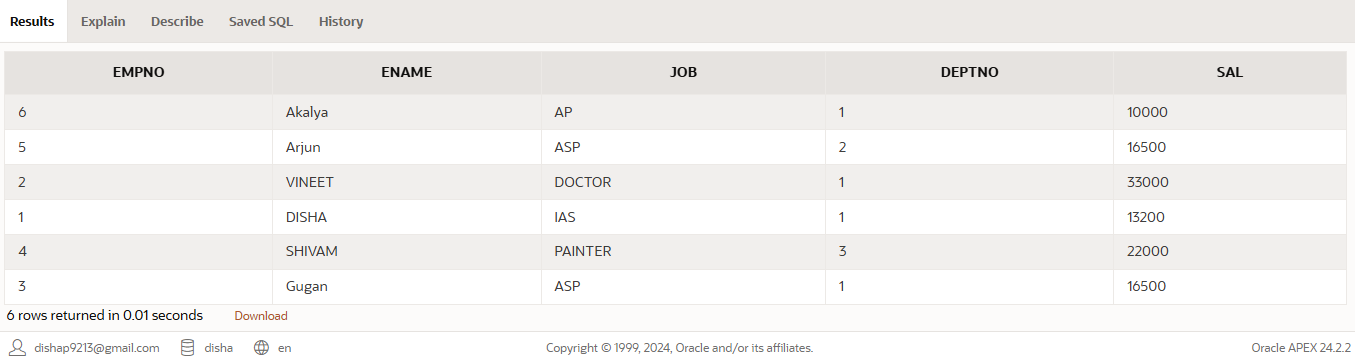 Results Explain Describe Saved SQL History
EMPNO ENAME JOB DEPTNO SAL
6 Akalya AP 1 10000
5 Arjun ASP 2 16500
2 VINEET DOCTOR 1 33000
1 DISHA IAS 1 13200
4 SHIVAM PAINTER 3 22000
3 Gugan ASP 1 16500
6 rows returned in 0.01 seconds Download
dishap9213@gmail.com disha en Copyright © 1999, 2024, Oracle and/or its affiliates. Oracle APEX 24.2.2